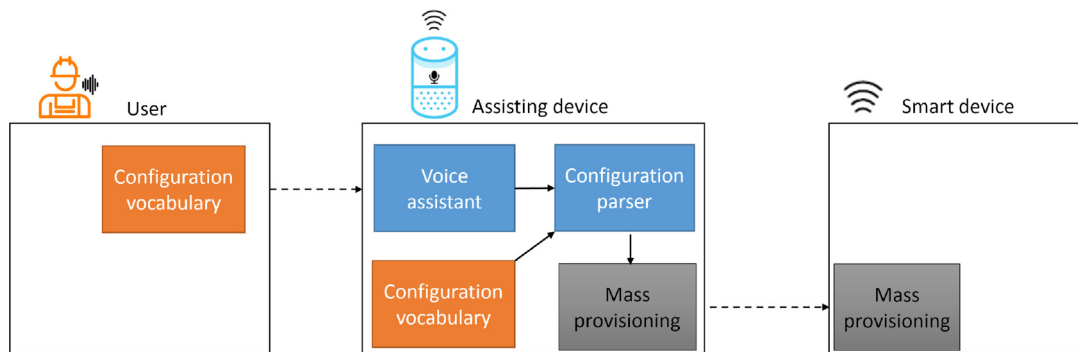 User
Assisting device
Smart device
Configuration
vocabulary
Voice
assistant
Configuration
parser
Configuration
vocabulary
Mass
provisioning
Mass
provisioning